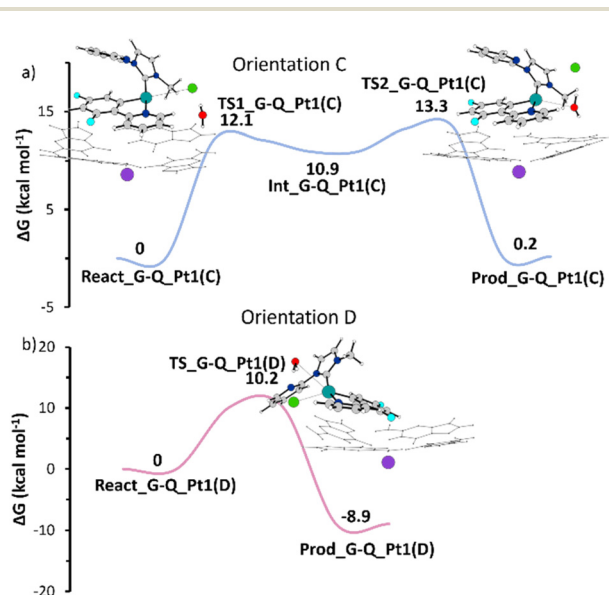 a)
Orientation C
TS1_G-Q_Pt1(C)
12.1
TS2_G-Q_Pt1(C)
13.3
15
5
-5
ΔG (kcal mol-1)
10.9
Int_G-Q_Pt1(C)
0
React_G-Q_Pt1(C)
0.2
Prod_G-Q_Pt1(C)
Orientation D
b)
20
10
0
-10
-20
ΔG (kcal mol-1)
TS_G-Q_Pt1(D)
10.2
0
React_G-Q_Pt1(D)
-8.9
Prod_G-Q_Pt1(D)